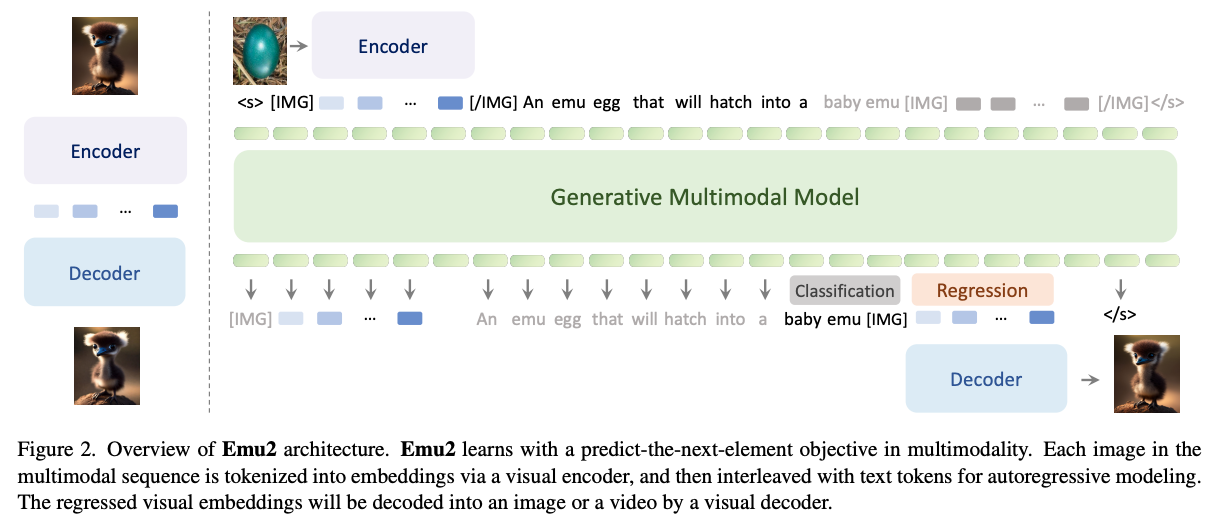 Encoder
Encoder
<s> [IMG] ... [/IMG] An emu egg that will hatch into a baby emu [IMG] ... [/IMG] </s>
Generative Multimodal Model
...
Decoder
Classification Regression
[IMG] ... An emu egg that will hatch into a baby emu [IMG] ... </s>
Decoder
Figure 2. Overview of Emu2 architecture. Emu2 learns with a predict-the-next-element objective in multimodality. Each image in the
multimodal sequence is tokenized into embeddings via a visual encoder, and then interleaved with text tokens for autoregressive modeling.
The regressed visual embeddings will be decoded into an image or a video by a visual decoder.